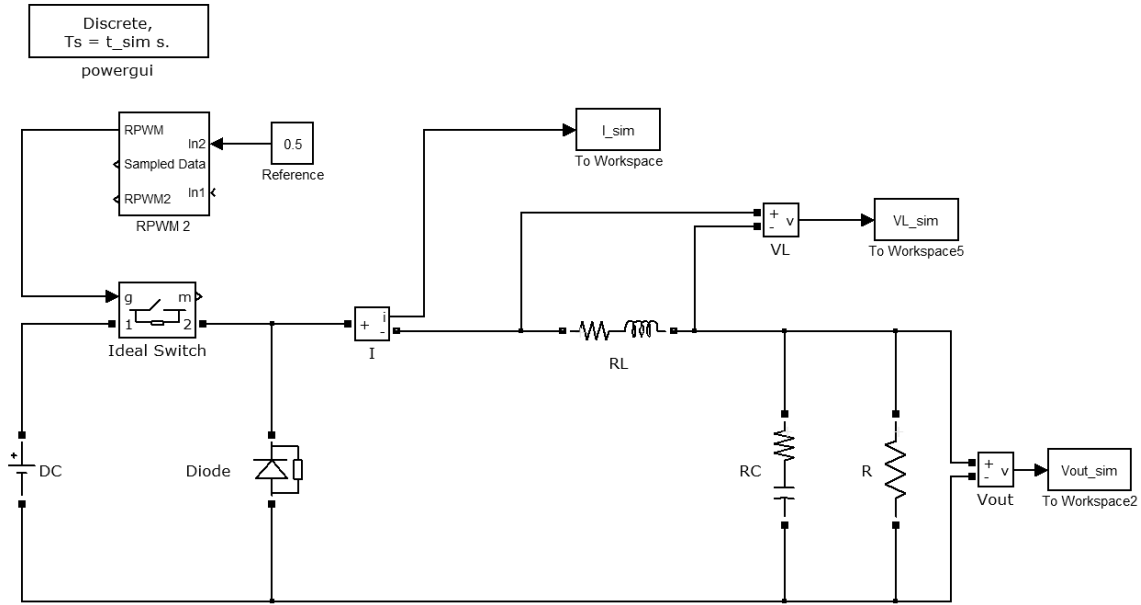 Discrete,
Ts = t_sim s.
powergui
RPWM
In2
Sampled Data
RPWM2
In1
RPWM 2
0.5
Reference
I_sim
To Workspace
+
-
v
VL
VL_sim
To Workspace5
g
m
1
2
Ideal Switch
+
i
-
I
RL
+
DC
Diode
RC
R
+
-
v
Vout
Vout_sim
To Workspace2